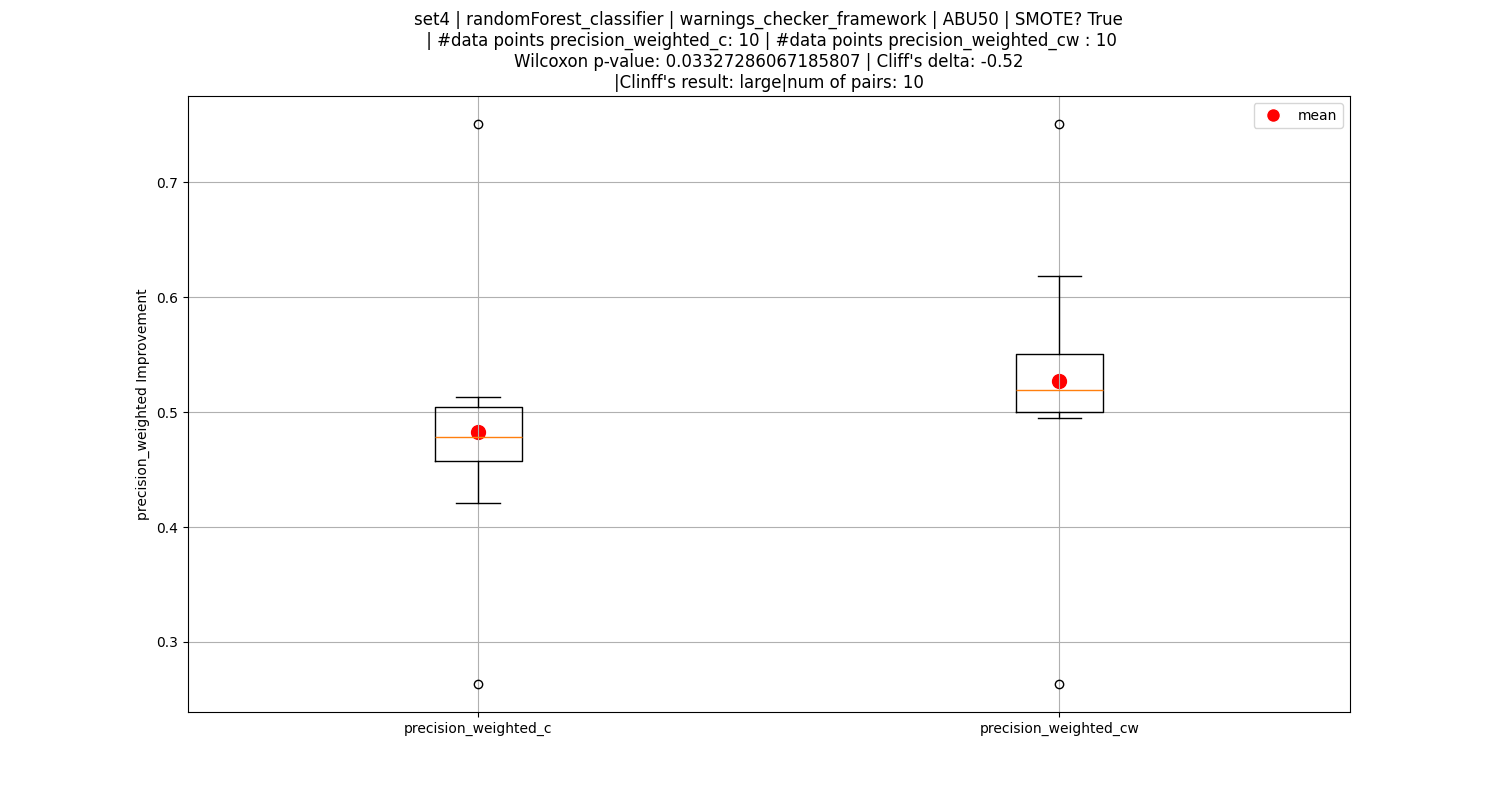 set4 | randomForest_classifier | warnings_checker_framework | ABU50 | SMOTE? True
| #data points precision_weighted_c: 10 | #data points precision_weighted_cw : 10
Wilcoxon p-value: 0.03327286067185807 | Cliff's delta: -0.52
|Clinff's result: large|num of pairs: 10
mean
0.7
0.6
0.5
0.4
0.3
precision_weighted Improvement
precision_weighted_c
precision_weighted_cw